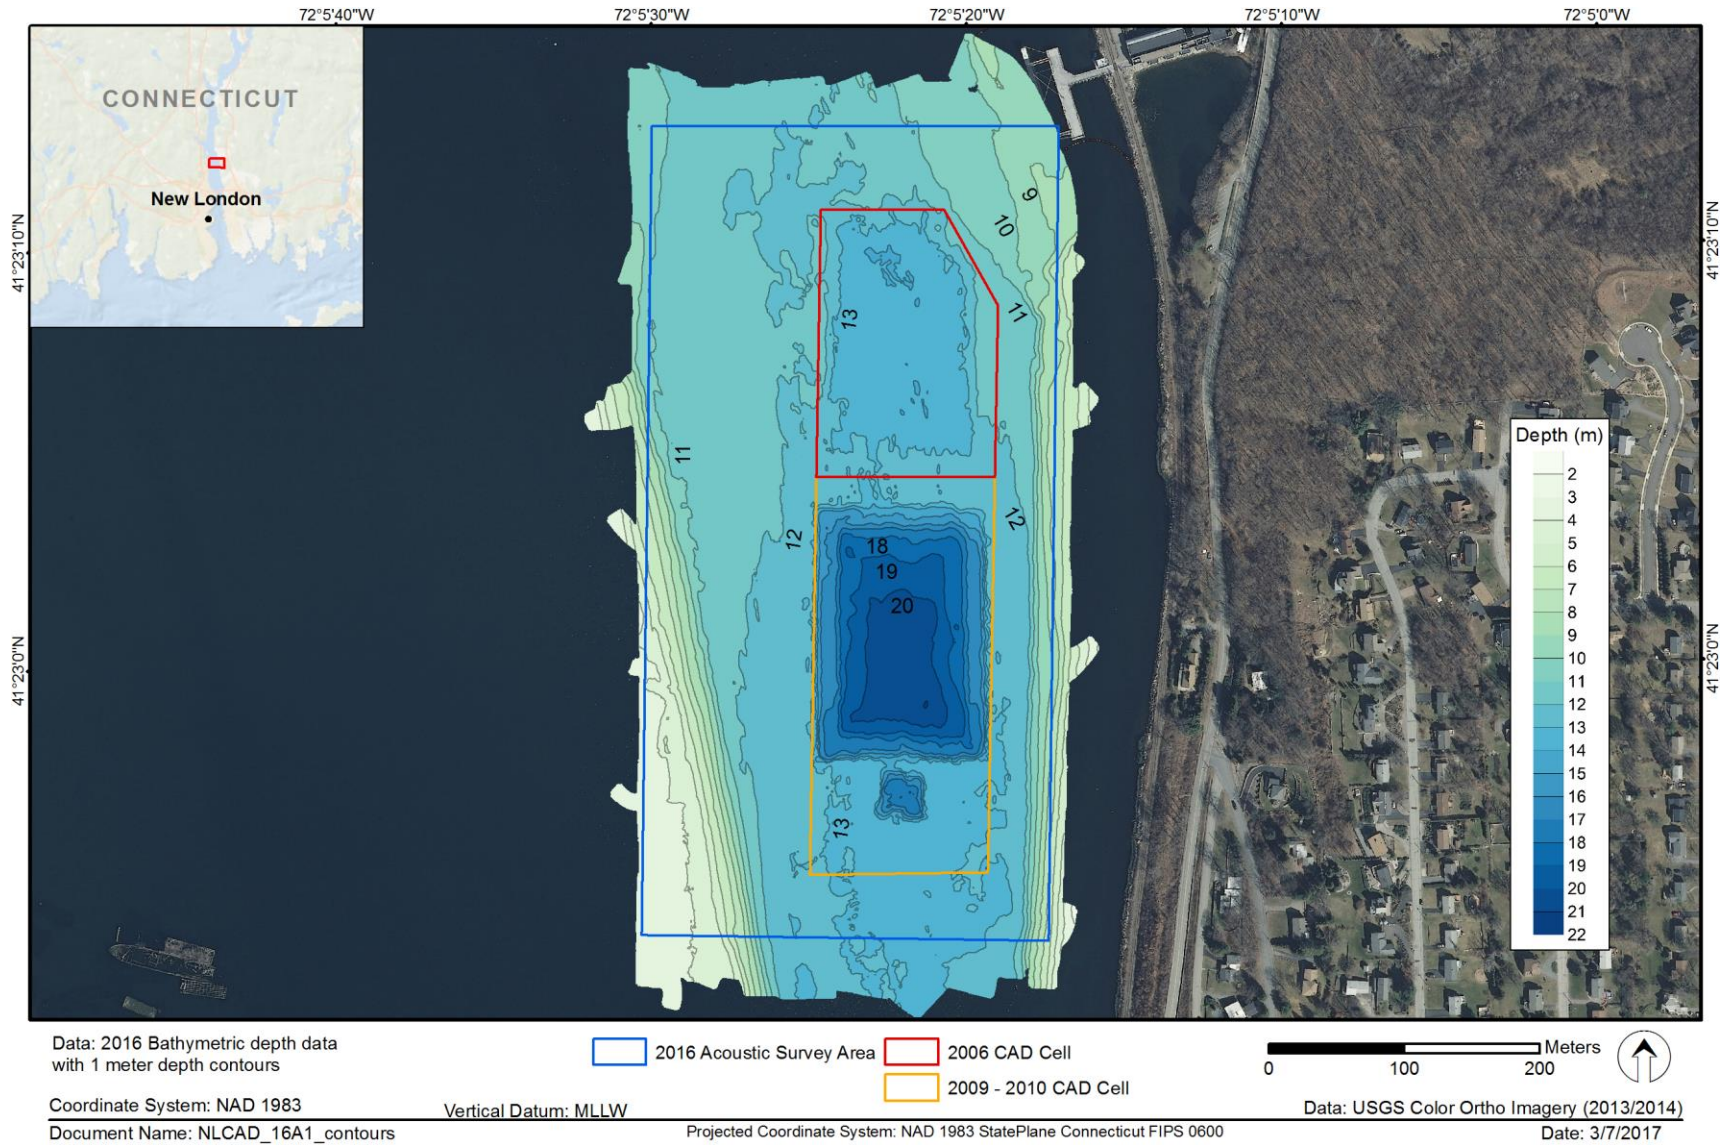 72°5'40"W 72°5'30"W 72°5'20"W 72°5'10"W 72°5'0"W
CONNECTICUT
New London
41°23'10"N
41°23'10"N
41°23'0"N
41°23'0"N
9
10
11
13
11
12
12
18
19
20
13
Depth (m)
2
3
4
5
6
7
8
9
10
11
12
13
14
15
16
17
18
19
20
21
22
Data: 2016 Bathymetric depth data
with 1 meter depth contours
2016 Acoustic Survey Area
2006 CAD Cell
2009 - 2010 CAD Cell
Meters
0 100 200
Coordinate System: NAD 1983
Vertical Datum: MLLW
Data: USGS Color Ortho Imagery (2013/2014)
Document Name: NLCAD_16A1_contours
Projected Coordinate System: NAD 1983 StatePlane Connecticut FIPS 0600
Date: 3/7/2017